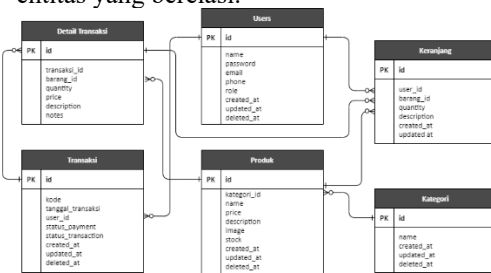 entitas yang berelasi.
Detail Transaksi
PK id
transaksi_id
barang_id
quantity
price
description
notes
Users
PK id
name
password
email
phone
role
created_at
updated_at
deleted_at
Keranjang
PK id
user_id
barang_id
quantity
description
created_at
updated at
Transaksi
PK id
kode
tanggal_transaksi
user_id
status_payment
status_transaction
created_at
updated_at
deleted_at
Produk
PK id
kategori_id
name
price
description
image
stock
created_at
updated_at
deleted_at
Kategori
PK id
name
created_at
updated_at
deleted_at